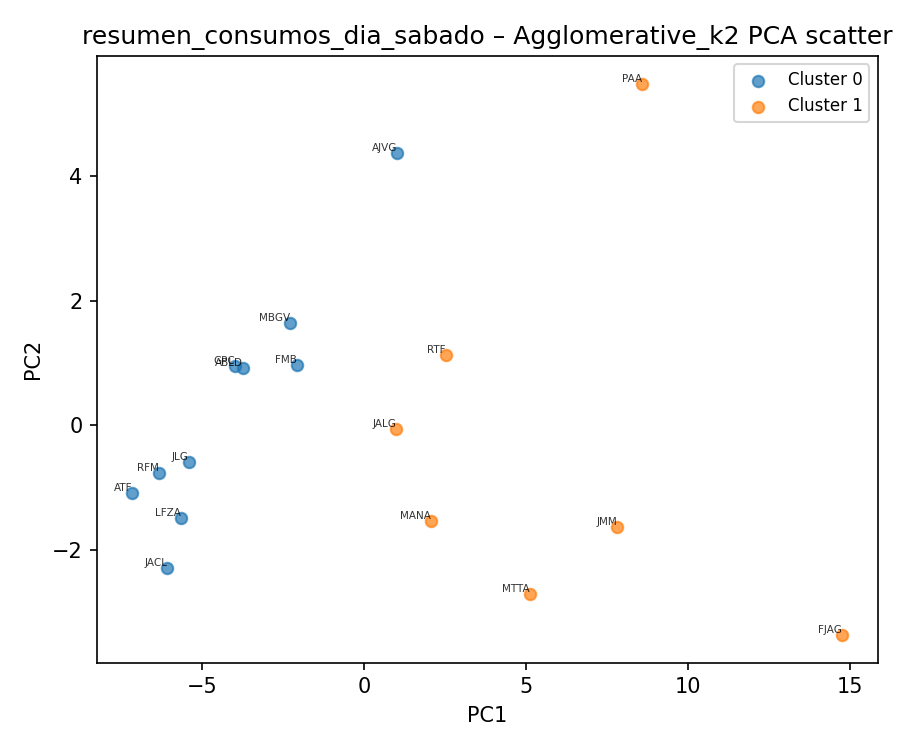 resumen_consumos_dia_sabado – Agglomerative_k2 PCA scatter
Cluster 0
Cluster 1
PAA
AJVG
MBGV
FMB
ABLD
RTF
JALG
JLG
RFM
ATF
LFZA
JACL
MANA
JMM
MTTA
FJAG
4
2
0
−2
−5
0
5
10
15
PC1
PC2